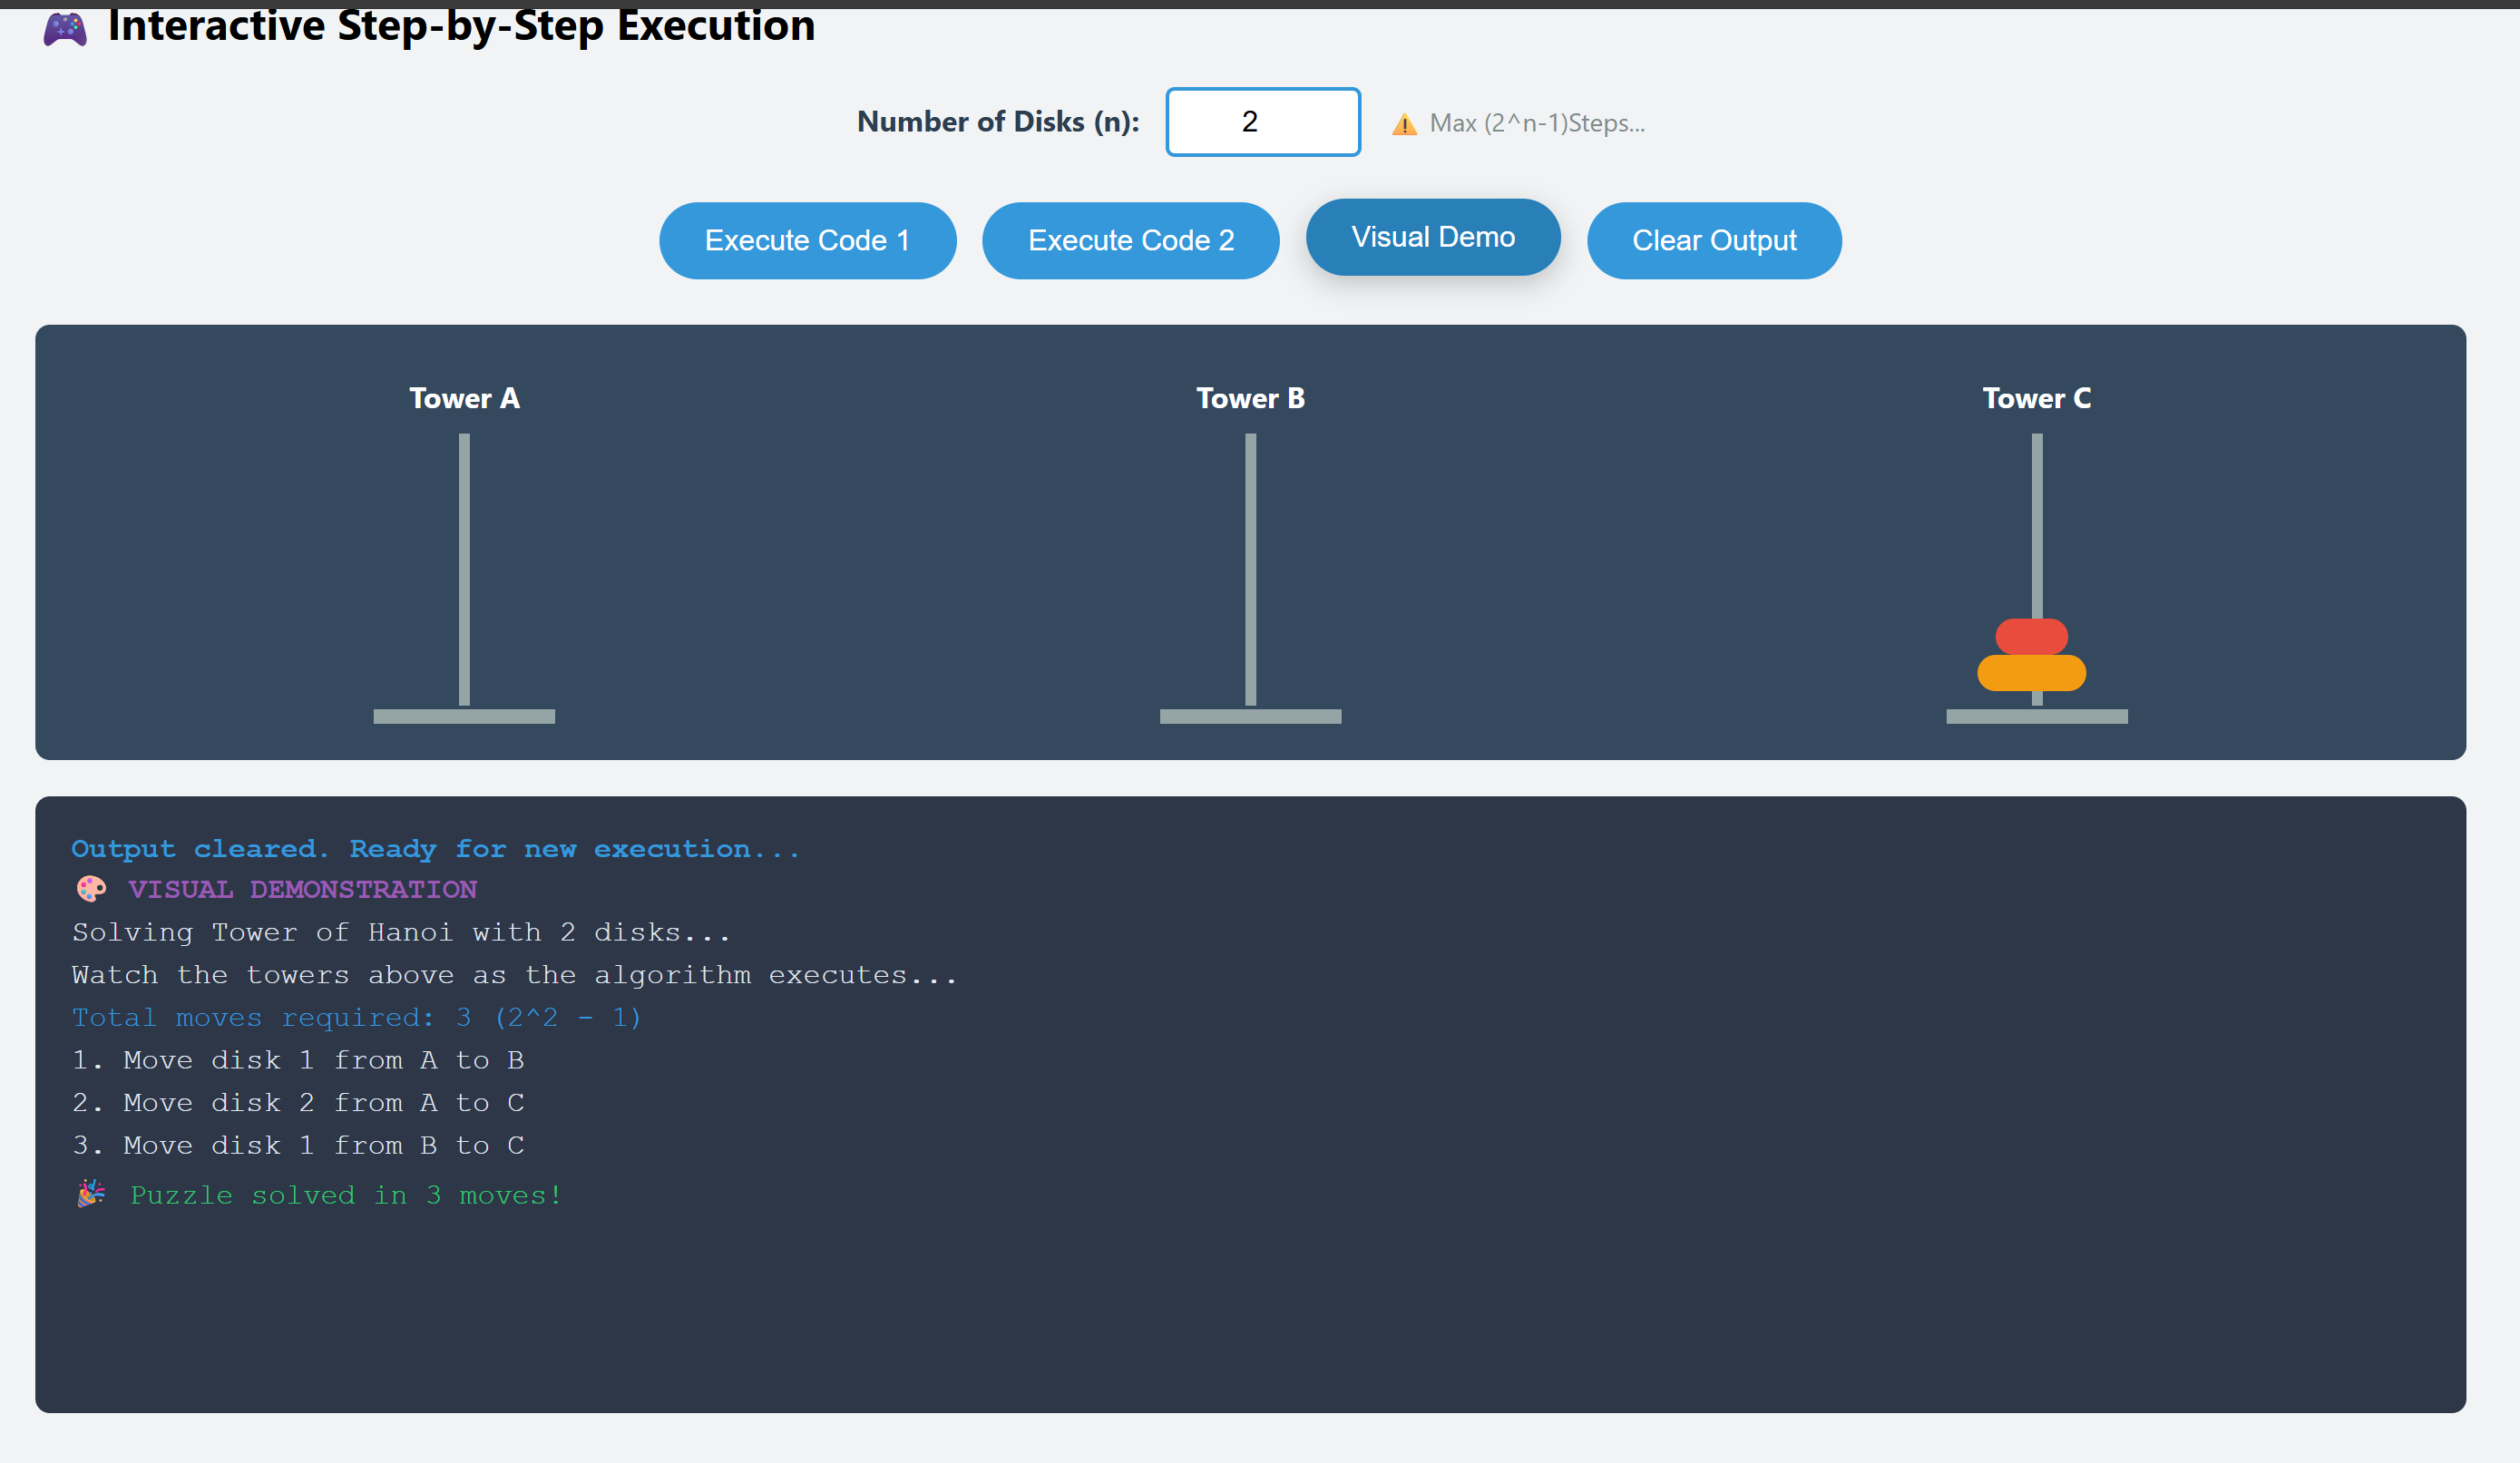 Interactive Step-by-Step Execution
Number of Disks (n): 2 ⚠️ Max (2^n-1)Steps...
Execute Code 1 Execute Code 2 Visual Demo Clear Output
Tower A Tower B Tower C
Output cleared. Ready for new execution...
VISUAL DEMONSTRATION
Solving Tower of Hanoi with 2 disks...
Watch the towers above as the algorithm executes...
Total moves required: 3 (2^2 - 1)
1. Move disk 1 from A to B
2. Move disk 2 from A to C
3. Move disk 1 from B to C
Puzzle solved in 3 moves!